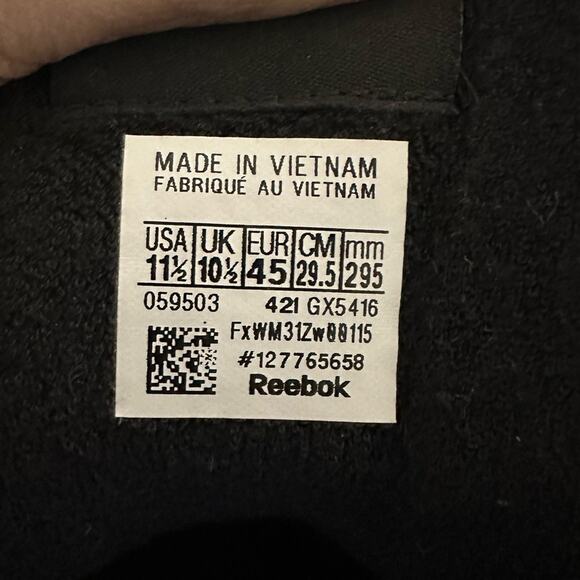 MADE IN VIETNAM
FABRIQUÉ AU VIETNAM
USA UK EUR CM mm
11½ 10½ 45 29.5 295
059503 421 GX5416
#127765658
Reebok